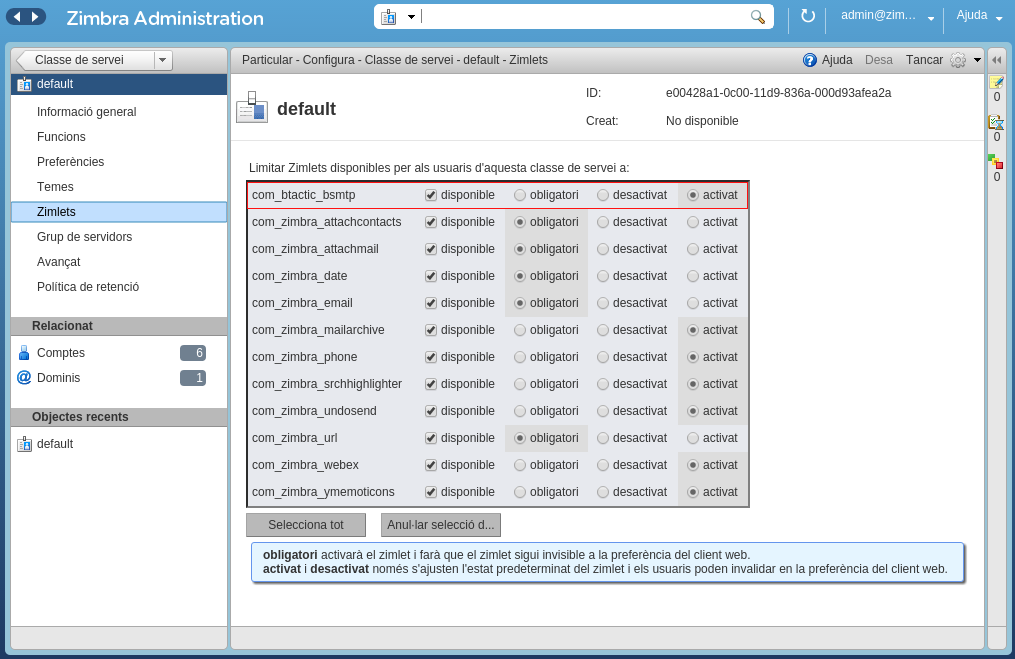 Zimbra Administration
admin@zim...
Ajuda
Classe de servei
default
Informació general
Funcions
Preferències
Temes
Zimlets
Grup de servidors
Avançat
Política de retenció
Relacionat
Comptes 6
Dominis 1
Objectes recents
default
Particular - Configura - Classe de servei - default - Zimlets
Ajuda Desa Tancar
default
ID: e00428a1-0c00-11d9-836a-000d93afea2a
Creat: No disponible
Limitar Zimlets disponibles per als usuaris d'aquesta classe de servei a:
com_btactic_bsmtp disponible obligatori desactivat activat
com_zimbra_attachcontacts disponible obligatori desactivat activat
com_zimbra_attachmail disponible obligatori desactivat activat
com_zimbra_date disponible obligatori desactivat activat
com_zimbra_email disponible obligatori desactivat activat
com_zimbra_mailarchive disponible obligatori desactivat activat
com_zimbra_phone disponible obligatori desactivat activat
com_zimbra_srchhighlighter disponible obligatori desactivat activat
com_zimbra_undosend disponible obligatori desactivat activat
com_zimbra_url disponible obligatori desactivat activat
com_zimbra_webex disponible obligatori desactivat activat
com_zimbra_ymemoticons disponible obligatori desactivat activat
Selecciona tot
Anul·lar selecció d...
obligatori activarà el zimlet i farà que el zimlet sigui invisible a la preferència del client web.
activat i desactivat només s'ajusten l'estat predeterminat del zimlet i els usuaris poden invalidar en la preferència del client web.
0
0
0